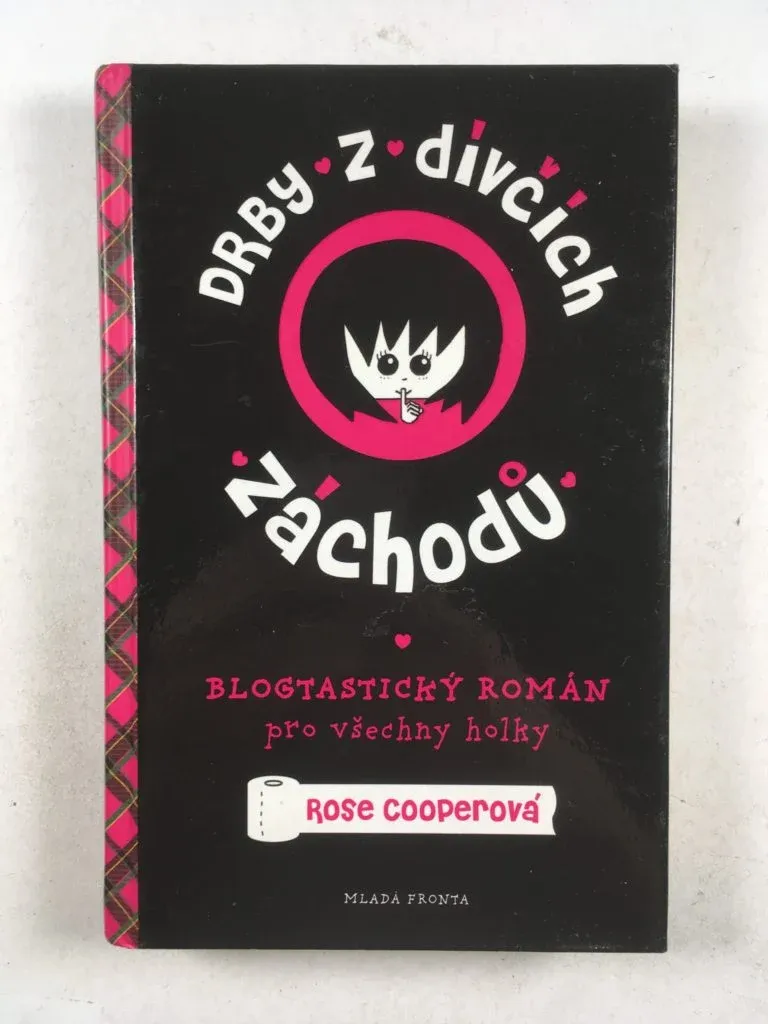 DRBY z dívčích
záchodů
BLOGTASTICKÝ ROMÁN
pro všechny holky
Rose Cooperová
MLADÁ FRONTA